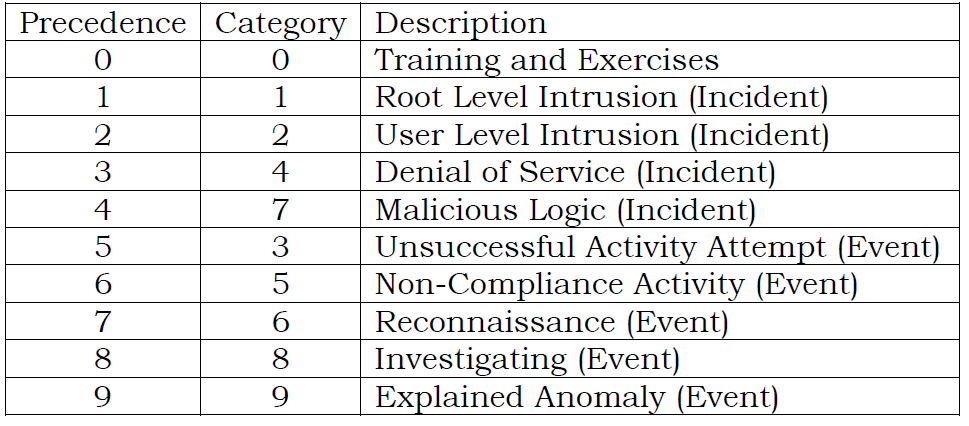 Precedence Category Description
0 0 Training and Exercises
1 1 Root Level Intrusion (Incident)
2 2 User Level Intrusion (Incident)
3 4 Denial of Service (Incident)
4 7 Malicious Logic (Incident)
5 3 Unsuccessful Activity Attempt (Event)
6 5 Non-Compliance Activity (Event)
7 6 Reconnaissance (Event)
8 8 Investigating (Event)
9 9 Explained Anomaly (Event)